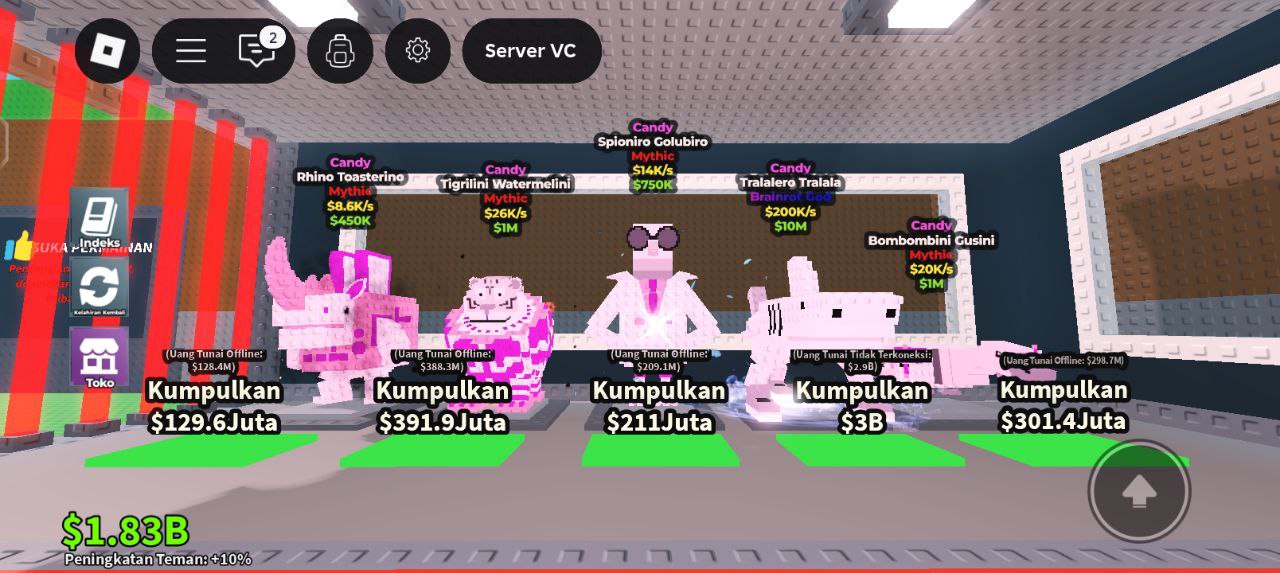 2
Server VC
Candy
Rhino Toasterino
Mythic
$8.6K/s
$450K
Candy
Tigrilini Watermelini
Mythic
$26K/s
$1M
Candy
Spioniro Golubiro
Mythic
$14K/s
$750K
Candy
Tralalero Tralala
Brainrot God
$200K/s
$10M
Candy
Bombombini Gusini
Mythic
$20K/s
$1M
Indeks
SUKA PERMAINAN
Kelahiran Kembali
Toko
(Uang Tunai Offline:
$128.4M)
Kumpulkan
$129.6Juta
(Uang Tunai Offline:
$388.3M)
Kumpulkan
$391.9Juta
(Uang Tunai Offline:
$209.1M)
Kumpulkan
$211Juta
(Uang Tunai Tidak Terkoneksi:
$2.9B)
Kumpulkan
$3B
(Uang Tunai Offline: $298.7M)
Kumpulkan
$301.4Juta
$1.83B
Peningkatan Teman: +10%